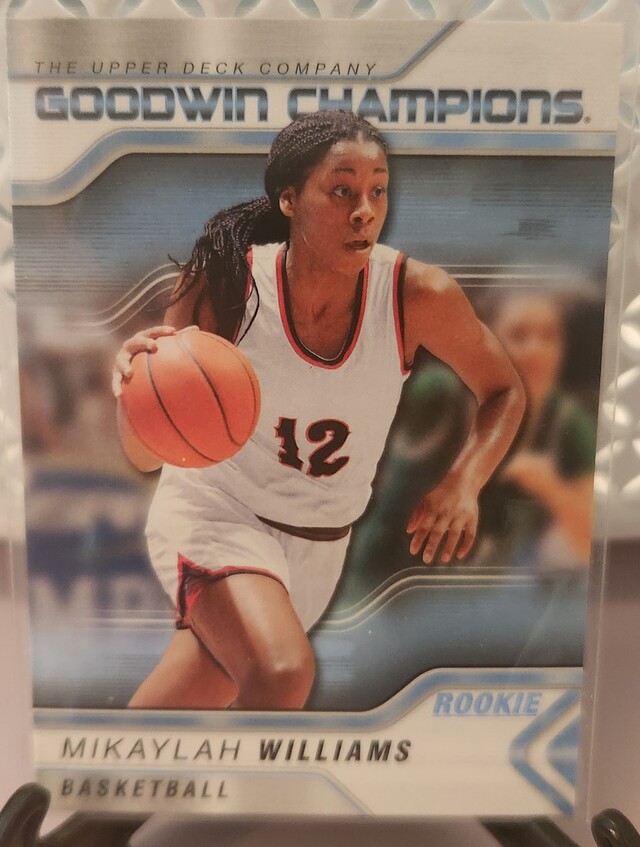 THE UPPER DECK COMPANY
GOODWIN CHAMPIONS®
12
ROOKIE
MIKAYLAH WILLIAMS
BASKETBALL